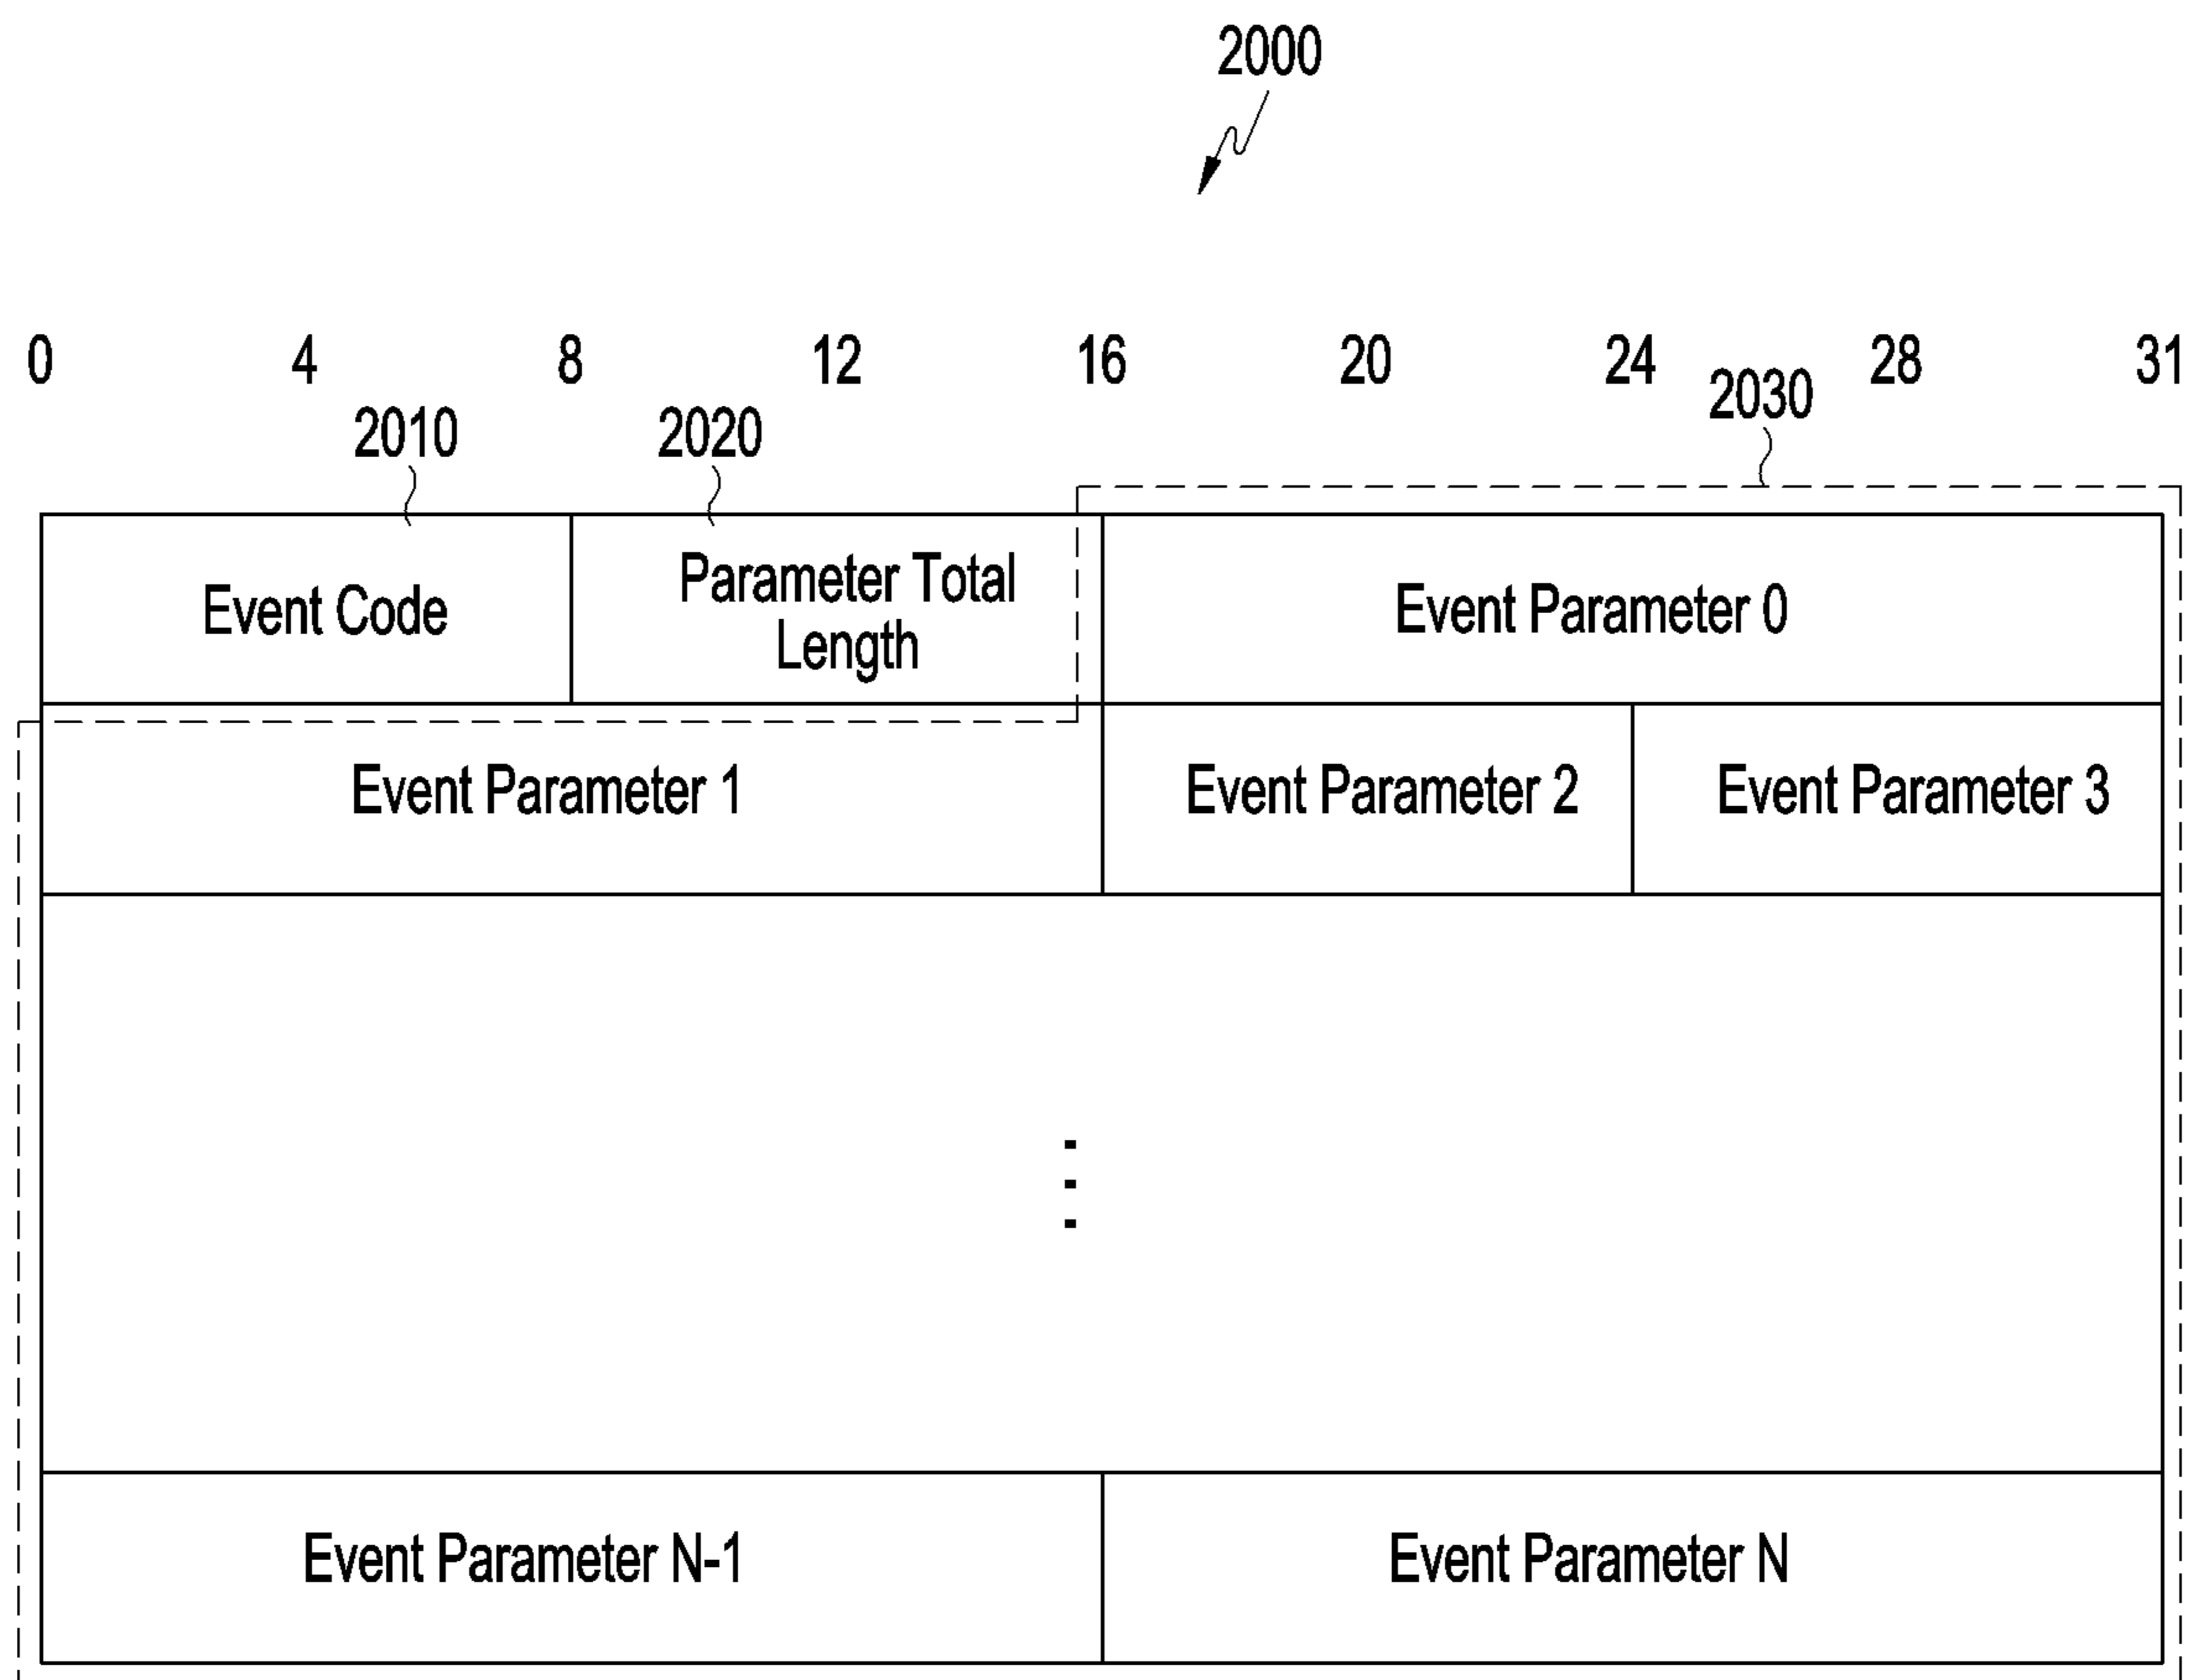 2000
0 4 8 12 16 20 24 28 31
2010 2020 2030
Event Code
Parameter Total
Length
Event Parameter 0
Event Parameter 1
Event Parameter 2
Event Parameter 3
Event Parameter N-1
Event Parameter N